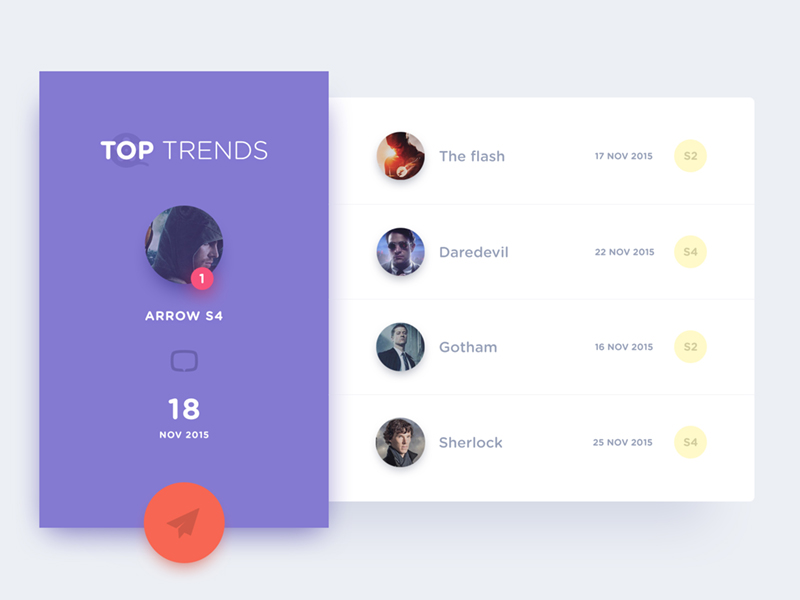 TOP TRENDS
1
ARROW S4
18
NOV 2015
The flash 17 NOV 2015 S2
Daredevil 22 NOV 2015 S4
Gotham 16 NOV 2015 S2
Sherlock 25 NOV 2015 S4